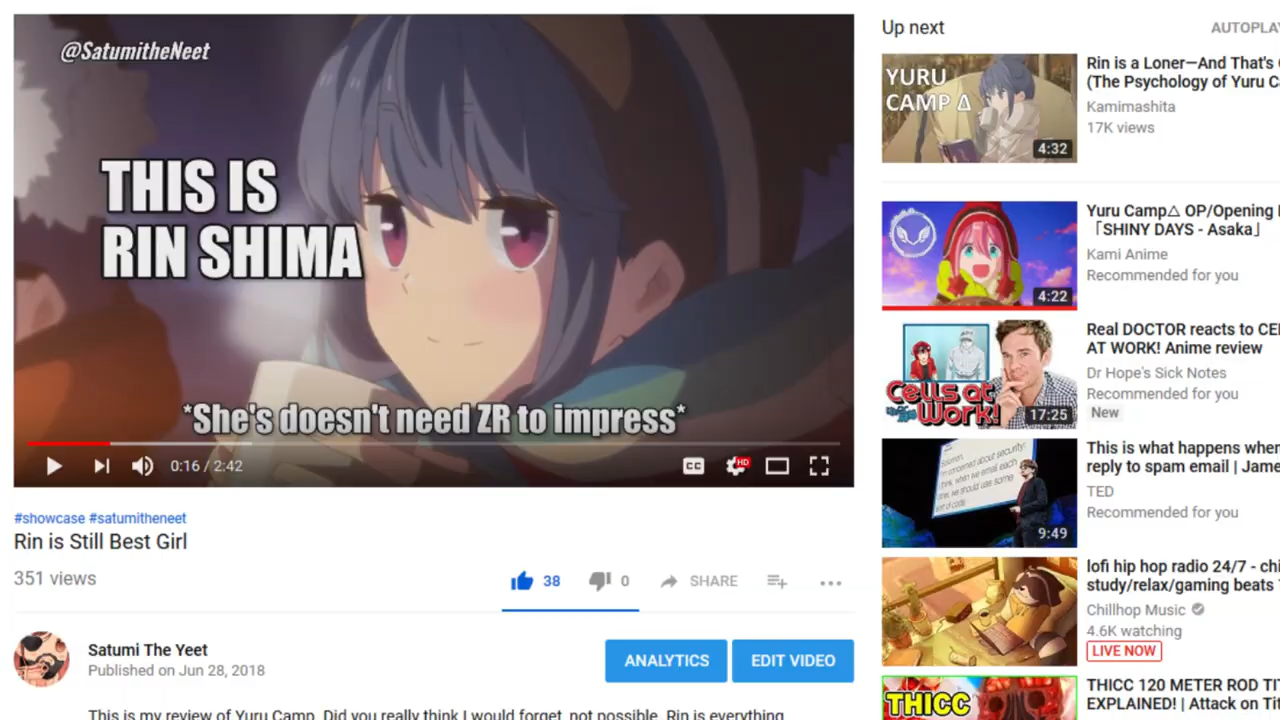 @SatumitheNeet
THIS IS
RIN SHIMA
*She's doesn't need ZR to impress*
0:16 / 2:42
CC
HD
#showcase #satumitheneet
Rin is Still Best Girl
351 views
38
0
SHARE
Satumi The Yeet
Published on Jun 28, 2018
ANALYTICS
EDIT VIDEO
This is my review of Yuru Camp. Did you really think I would forget, not possible. Rin is everything
Up next
AUTOPLAY
YURU
CAMP Δ
4:32
Rin is a Loner—And That's
(The Psychology of Yuru
Kamimashita
17K views
4:22
Yuru Camp△ OP/Opening
「SHINY DAYS - Asaka」
Kami Anime
Recommended for you
Cells at
Work!
17:25
Real DOCTOR reacts to
AT WORK! Anime review
Dr Hope's Sick Notes
Recommended for you
New
9:49
This is what happens when
reply to spam email |
TED
Recommended for you
lofi hip hop radio 24/7 -
study/relax/gaming beats
Chillhop Music
4.6K watching
LIVE NOW
THICC
THICC 120 METER ROD
EXPLAINED! | Attack on